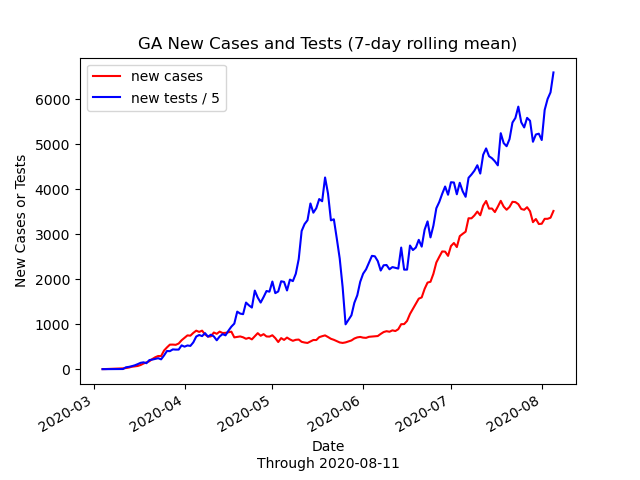 GA New Cases and Tests (7-day rolling mean)
new cases
new tests / 5
New Cases or Tests
6000
5000
4000
3000
2000
1000
0
2020-03
2020-04
2020-05
2020-06
2020-07
2020-08
Date
Through 2020-08-11